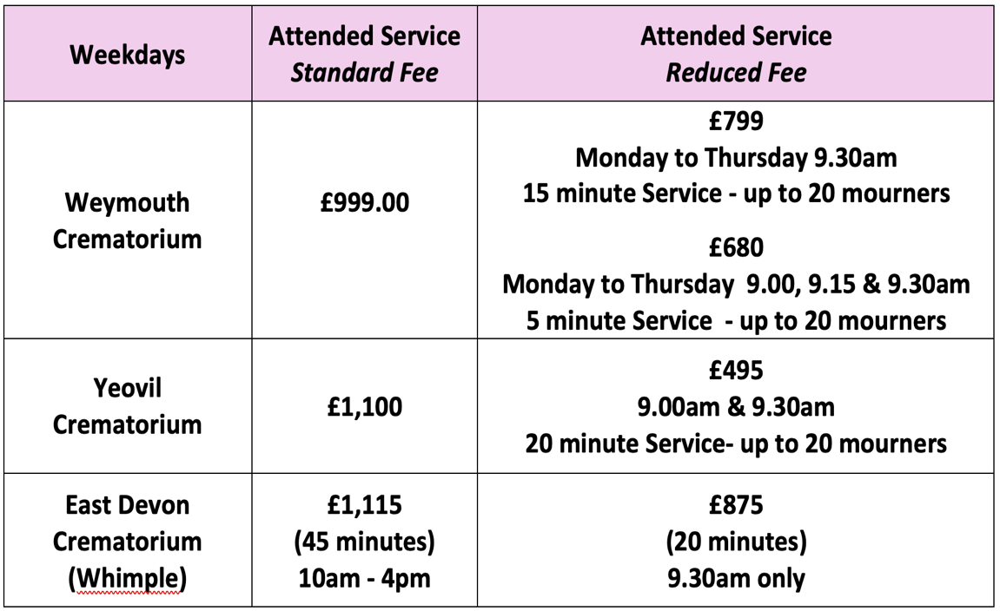 Weekdays
Attended Service
Standard Fee
Attended Service
Reduced Fee
Weymouth
Crematorium
£999.00
£799
Monday to Thursday 9.30am
15 minute Service - up to 20 mourners
£680
Monday to Thursday  9.00, 9.15 & 9.30am
5 minute Service  - up to 20 mourners
Yeovil
Crematorium
£1,100
£495
9.00am & 9.30am
20 minute Service- up to 20 mourners
East Devon
Crematorium
(Whimple)
£1,115
(45 minutes)
10am - 4pm
£875
(20 minutes)
9.30am only